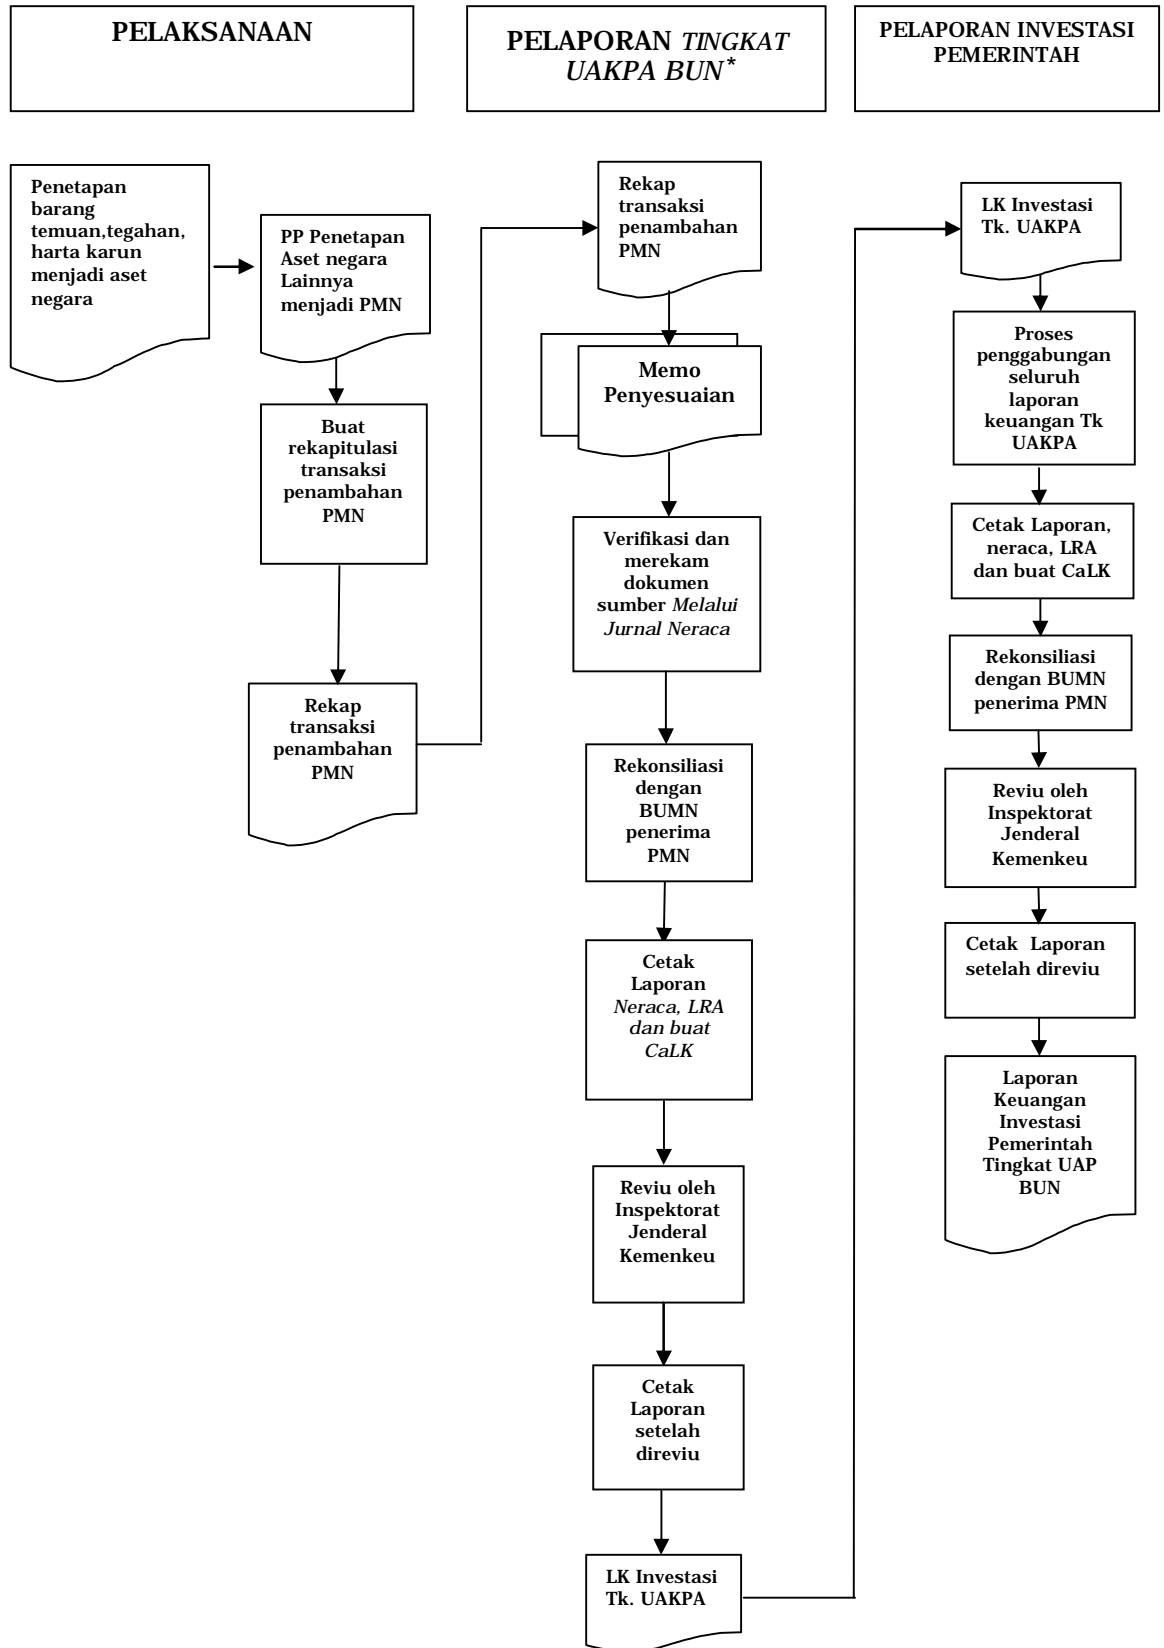 PELAKSANAAN
PELAPORAN TINGKAT
UAKPA BUN*
PELAPORAN INVESTASI
PEMERINTAH
Penetapan
barang
temuan,tegahan,
harta karun
menjadi aset
negara
PP Penetapan
Aset negara
Lainnya
menjadi PMN
Buat
rekapitulasi
transaksi
penambahan
PMN
Rekap
transaksi
penambahan
PMN
Rekap
transaksi
penambahan
PMN
Memo
Penyesuaian
Verifikasi dan
merekam
dokumen
sumber Melalui
Jurnal Neraca
Rekonsiliasi
dengan
BUMN
penerima
PMN
Cetak
Laporan
Neraca, LRA
dan buat
CaLK
Reviu oleh
Inspektorat
Jenderal
Kemenkeu
Cetak
Laporan
setelah
direviu
LK Investasi
Tk. UAKPA
LK Investasi
Tk. UAKPA
Proses
penggabungan
seluruh
laporan
keuangan Tk
UAKPA
Cetak Laporan,
neraca, LRA
dan buat CaLK
Rekonsiliasi
dengan BUMN
penerima PMN
Reviu oleh
Inspektorat
Jenderal
Kemenkeu
Cetak Laporan
setelah direviu
Laporan
Keuangan
Investasi
Pemerintah
Tingkat UAP
BUN